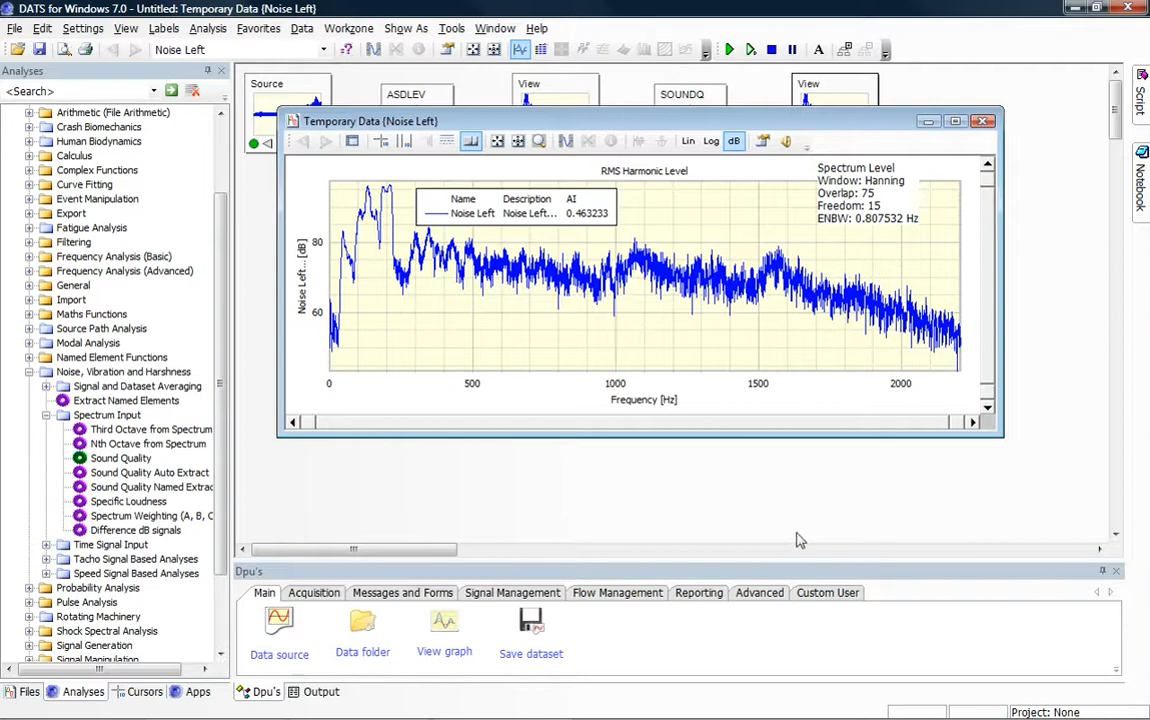 DATS for Windows 7.0 - Untitled: Temporary Data {Noise Left}
File Edit Settings View Labels Analysis Favorites Workzone Show As Tools Window Help
Noise Left
Analyses
<Search>
Arithmetic (File Arithmetic)
Crash Biomechanics
Human Biodynamics
Calculus
Complex Functions
Curve Fitting
Event Manipulation
Export
Fatigue Analysis
Filtering
Frequency Analysis (Basic)
Frequency Analysis (Advanced)
General
Import
Maths Functions
Source Path Analysis
Modal Analysis
Named Element Functions
Noise, Vibration and Harshness
Signal and Dataset Averaging
Extract Named Elements
Spectrum Input
Third Octave from Spectrum
Nth Octave from Spectrum
Sound Quality
Sound Quality Auto Extract
Sound Quality Named Extrac
Specific Loudness
Spectrum Weighting (A, B, C
Difference dB signals
Time Signal Input
Tacho Signal Based Analyses
Speed Signal Based Analyses
Probability Analysis
Pulse Analysis
Rotating Machinery
Shock Spectral Analysis
Signal Generation
Signal Manipulation
Files Analyses Cursors Apps
Source
ASDLEV
View
SOUNDQ
View
Temporary Data {Noise Left}
Lin Log dB
RMS Harmonic Level
Spectrum Level
Window: Hanning
Overlap: 75
Freedom: 15
ENBW: 0.807532 Hz
Name Description AI
Noise Left Noise Left... 0.463233
Noise Left... [dB]
80
60
0 500 1000 1500 2000
Frequency [Hz]
Script
Notebook
Dpu's
Main Acquisition Messages and Forms Signal Management Flow Management Reporting Advanced Custom User
Data source Data folder View graph Save dataset
Dpu's Output
Project: None